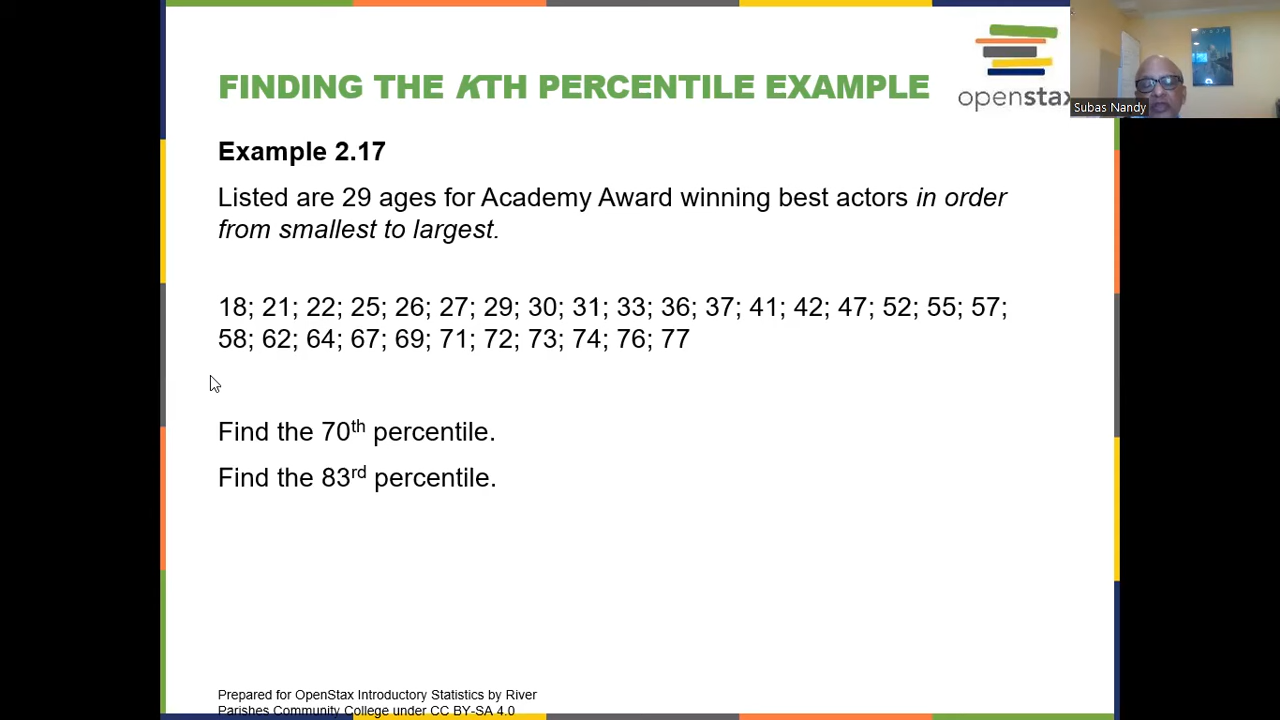 FINDING THE KTH PERCENTILE EXAMPLE
openstax
Subas Nandy
Example 2.17
Listed are 29 ages for Academy Award winning best actors in order
from smallest to largest.
18; 21; 22; 25; 26; 27; 29; 30; 31; 33; 36; 37; 41; 42; 47; 52; 55; 57;
58; 62; 64; 67; 69; 71; 72; 73; 74; 76; 77
Find the 70th percentile.
Find the 83rd percentile.
Prepared for OpenStax Introductory Statistics by River
Parishes Community College under CC BY-SA 4.0